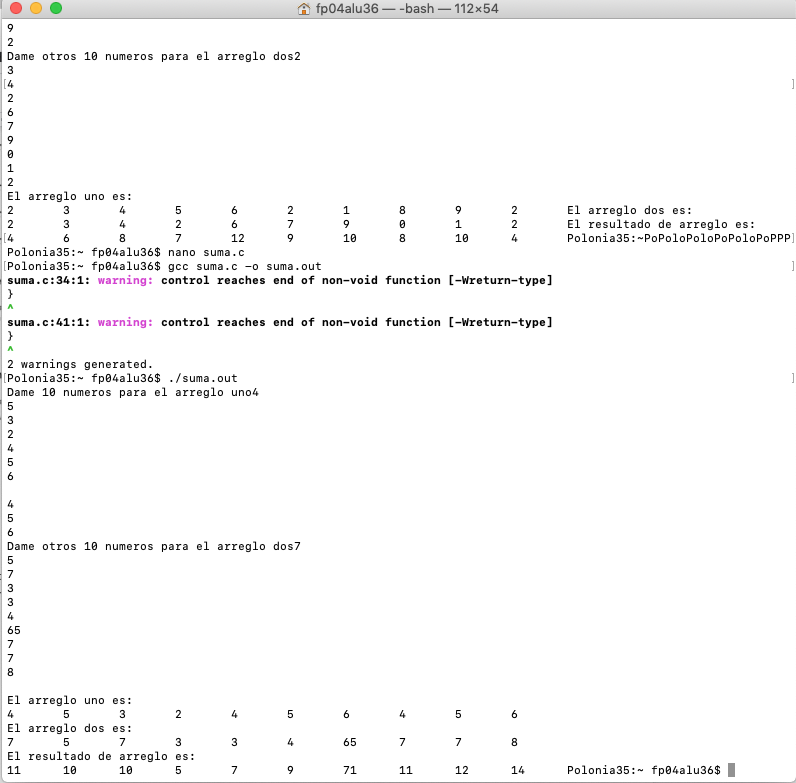 fp04alu36 — -bash — 112×54
9
2
Dame otros 10 numeros para el arreglo dos2
3
[4 ]
2
6
7
9
0
1
2
El arreglo uno es:
2 3 4 5 6 2 1 8 9 2 El arreglo dos es:
2 3 4 2 6 7 9 0 1 2 El resultado de arreglo es:
[4 6 8 7 12 9 10 8 10 4 Polonia35:~PoPoloPoloPoPoloPoPPP]
Polonia35:~ fp04alu36$ nano suma.c
[Polonia35:~ fp04alu36$ gcc suma.c -o suma.out ]
suma.c:34:1: warning: control reaches end of non-void function [-Wreturn-type]
}
^
suma.c:41:1: warning: control reaches end of non-void function [-Wreturn-type]
}
^
2 warnings generated.
[Polonia35:~ fp04alu36$ ./suma.out ]
Dame 10 numeros para el arreglo uno4
5
3
2
4
5
6
4
5
6
Dame otros 10 numeros para el arreglo dos7
5
7
3
3
4
65
7
7
8
El arreglo uno es:
4 5 3 2 4 5 6 4 5 6
El arreglo dos es:
7 5 7 3 3 4 65 7 7 8
El resultado de arreglo es:
11 10 10 5 7 9 71 11 12 14 Polonia35:~ fp04alu36$